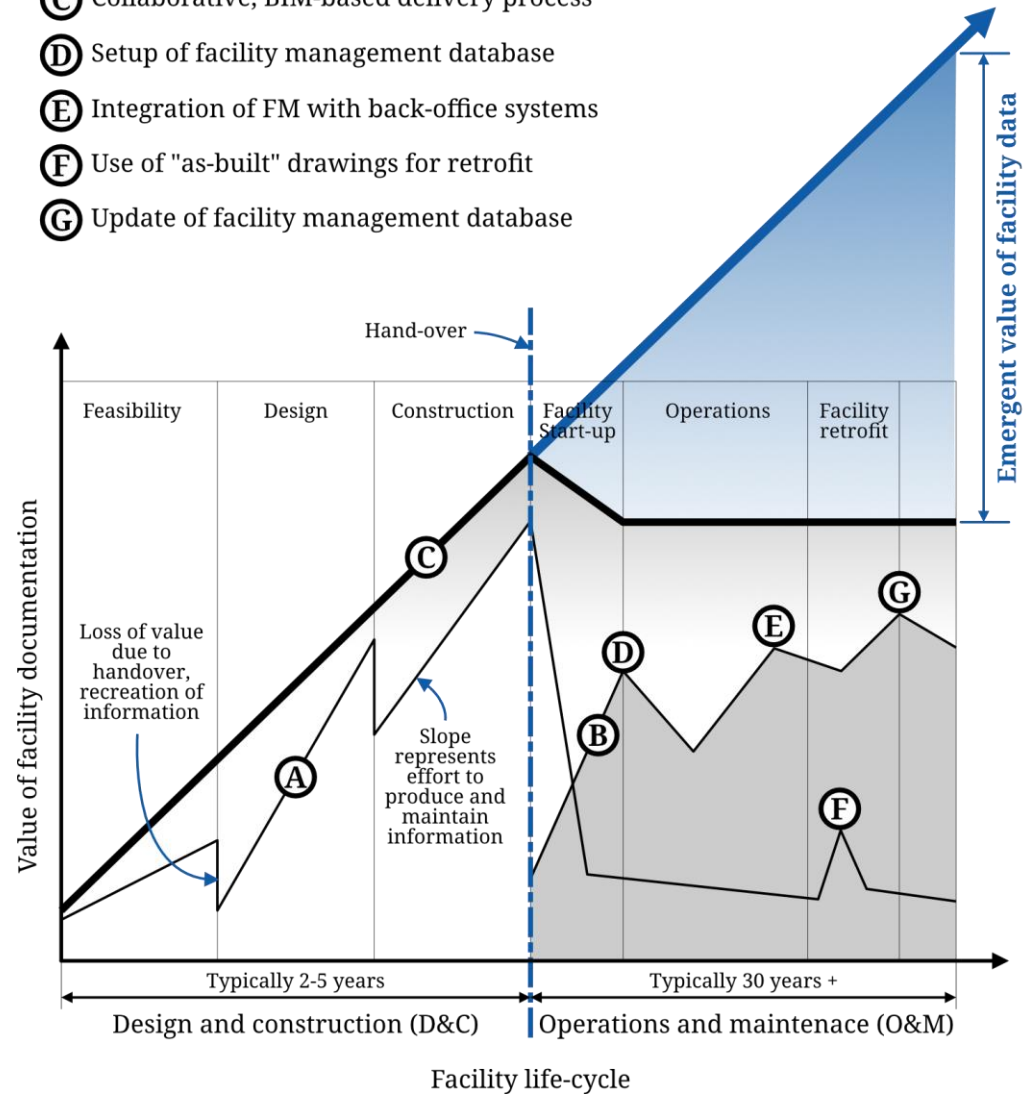 C Collaborative, BIM-based delivery process
D Setup of facility management database
E Integration of FM with back-office systems
F Use of "as-built" drawings for retrofit
G Update of facility management database
Emergent value of facility data
Hand-over
Feasibility
Design
Construction
Facility
Start-up
Operations
Facility
retrofit
Value of facility documentation
C
G
E
D
B
A
F
Loss of value
due to
handover,
recreation of
information
Slope
represents
effort to
produce and
maintain
information
Typically 2-5 years
Typically 30 years +
Design and construction (D&C)
Operations and maintenace (O&M)
Facility life-cycle